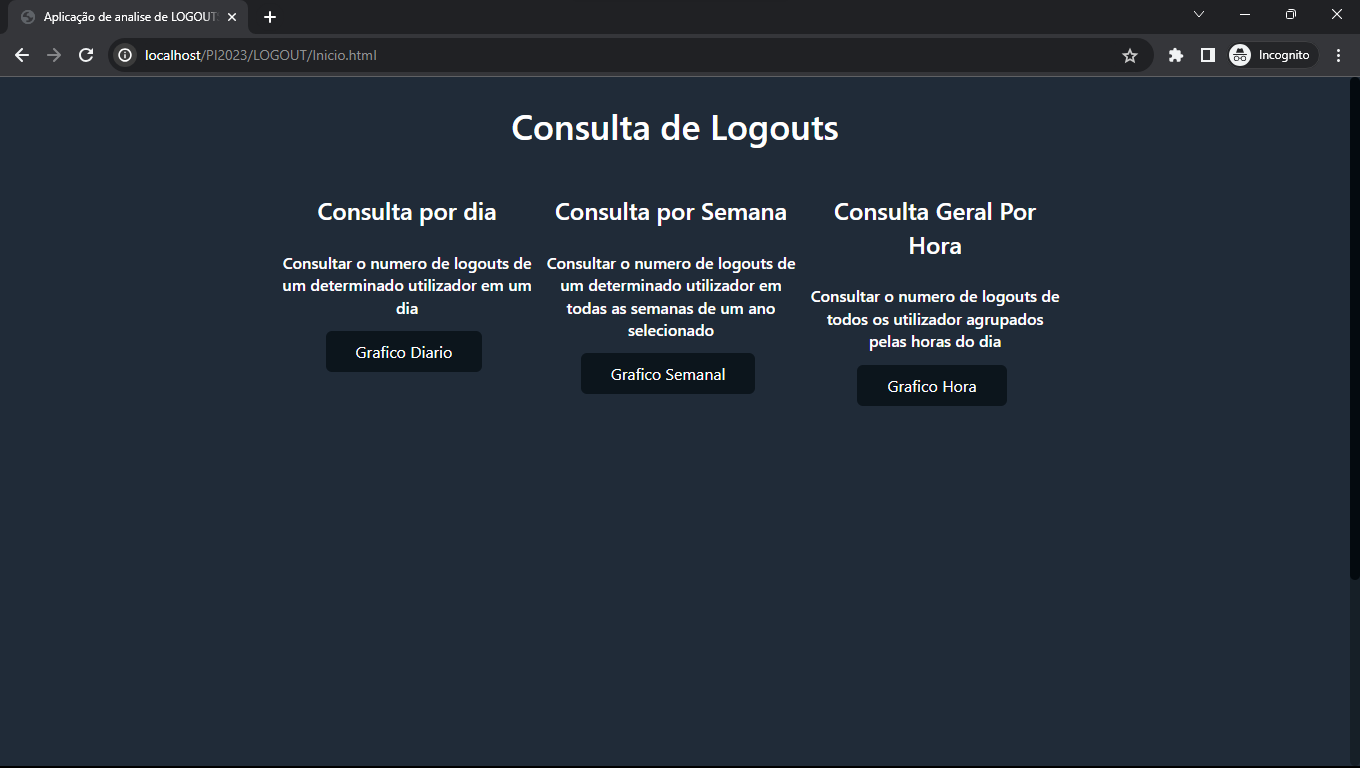 Aplicação de analise de LOGOUT
localhost/PI2023/LOGOUT/Inicio.html
Incognito
Consulta de Logouts
Consulta por dia
Consultar o numero de logouts de
um determinado utilizador em um
dia
Grafico Diario
Consulta por Semana
Consultar o numero de logouts de
um determinado utilizador em
todas as semanas de um ano
selecionado
Grafico Semanal
Consulta Geral Por
Hora
Consultar o numero de logouts de
todos os utilizador agrupados
pelas horas do dia
Grafico Hora